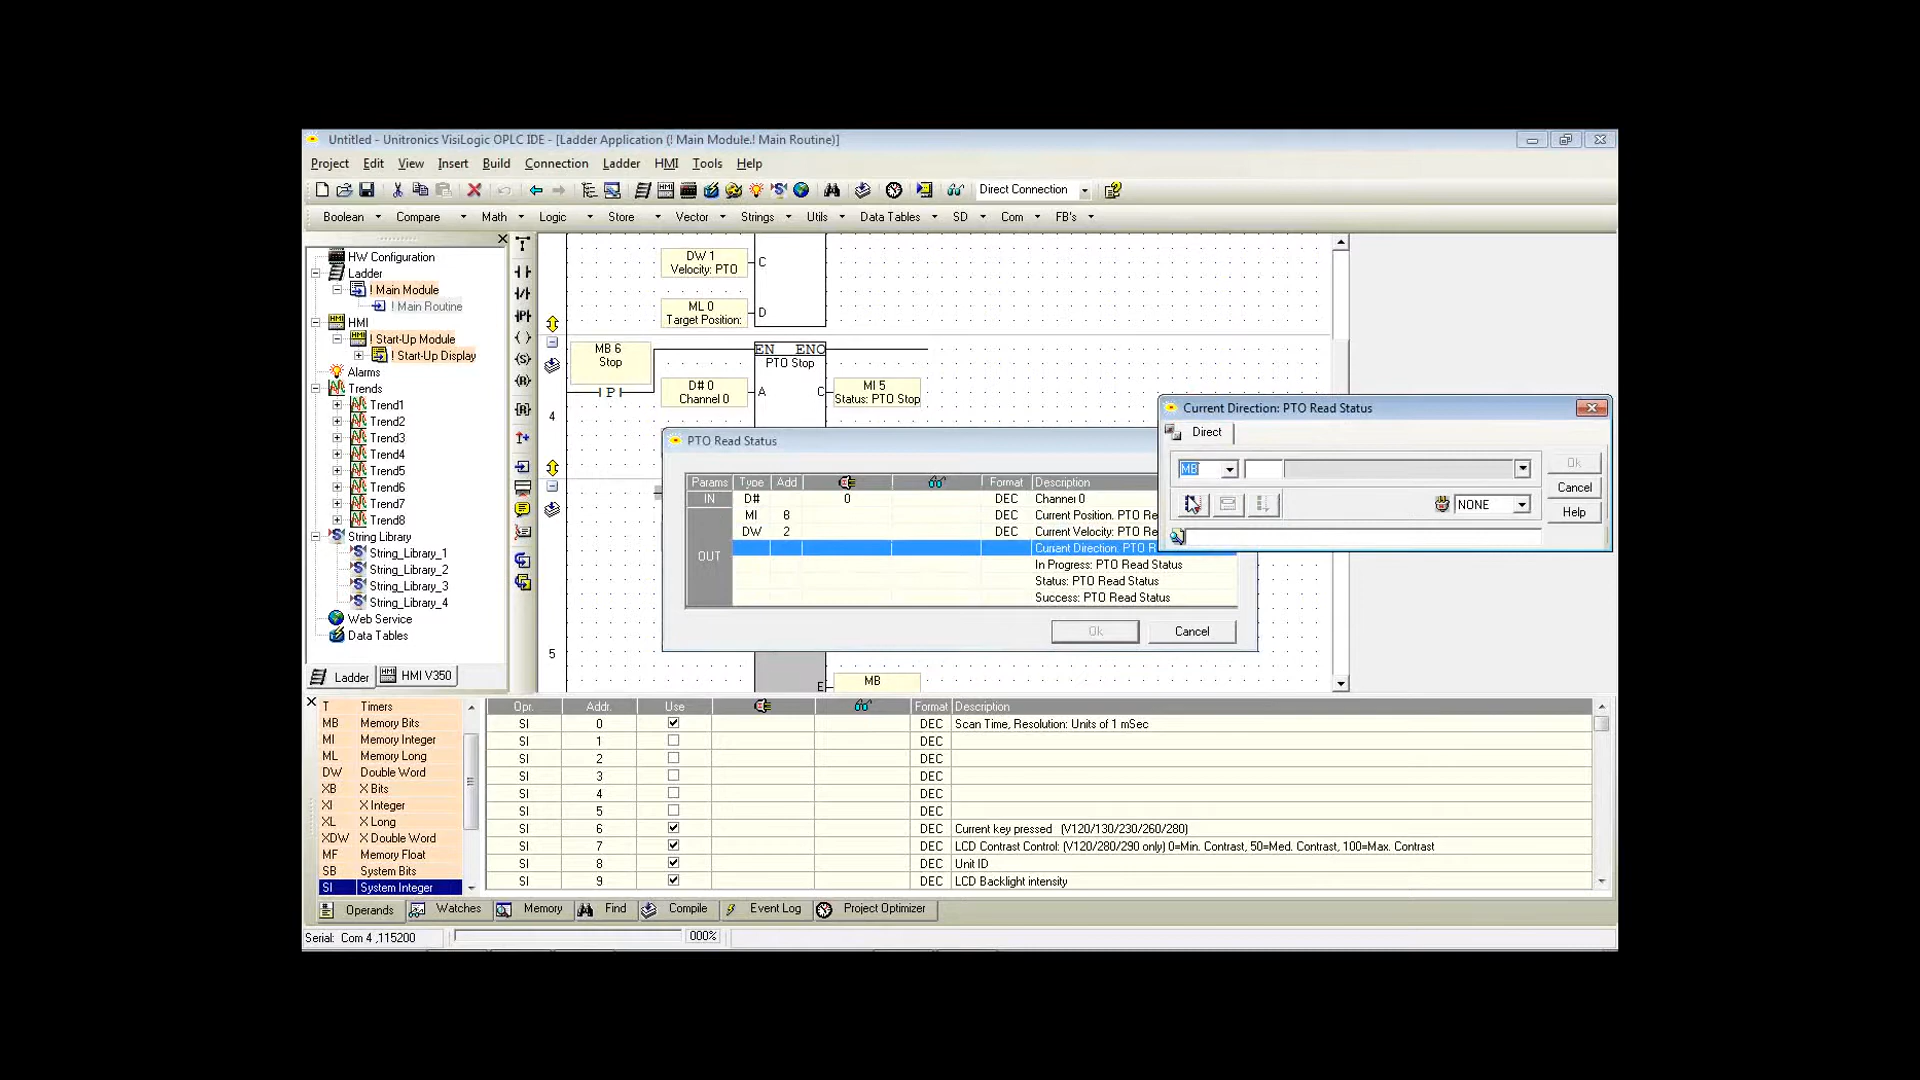 Untitled - Unitronics VisiLogic OPLC IDE - [Ladder Application (! Main Module.! Main Routine)]
Project Edit View Insert Build Connection Ladder HMI Tools Help
Direct Connection
Boolean Compare Math Logic Store Vector Strings Utils Data Tables SD Com FB's
HW Configuration
Ladder
! Main Module
! Main Routine
HMI
! Start-Up Module
! Start-Up Display
Alarms
Trends
Trend1
Trend2
Trend3
Trend4
Trend5
Trend6
Trend7
Trend8
String Library
String_Library_1
String_Library_2
String_Library_3
String_Library_4
Web Service
Data Tables
Ladder HMI V350
DW 1
Velocity: PTO
C
ML 0
Target Position:
D
MB 6
Stop
P
EN ENO
PTO Stop
D# 0
Channel 0
A C
MI 5
Status: PTO Stop
4
5
E
MB
PTO Read Status
Params Type Add Format Description
IN D# 0 DEC Channel 0
MI 8 DEC Current Position. PTO Re
DW 2 DEC Current Velocity: PTO Re
OUT
Currant Direction. PTO R
In Progress: PTO Read Status
Status: PTO Read Status
Success: PTO Read Status
Ok Cancel
Current Direction: PTO Read Status
Direct
MB
Ok
Cancel
Help
NONE
T Timers
MB Memory Bits
MI Memory Integer
ML Memory Long
DW Double Word
XB X Bits
XI X Integer
XL X Long
XDW X Double Word
MF Memory Float
SB System Bits
SI System Integer
Opr. Addr. Use Format Description
SI 0 DEC Scan Time, Resolution: Units of 1 mSec
SI 1 DEC
SI 2 DEC
SI 3 DEC
SI 4 DEC
SI 5 DEC
SI 6 DEC Current key pressed (V120/130/230/260/280)
SI 7 DEC LCD Contrast Control: (V120/280/290 only) 0=Min. Contrast, 50=Med. Contrast, 100=Max. Contrast
SI 8 DEC Unit ID
SI 9 DEC LCD Backlight intensity
Operands Watches Memory Find Compile Event Log Project Optimizer
Serial: Com 4 ,115200 000%